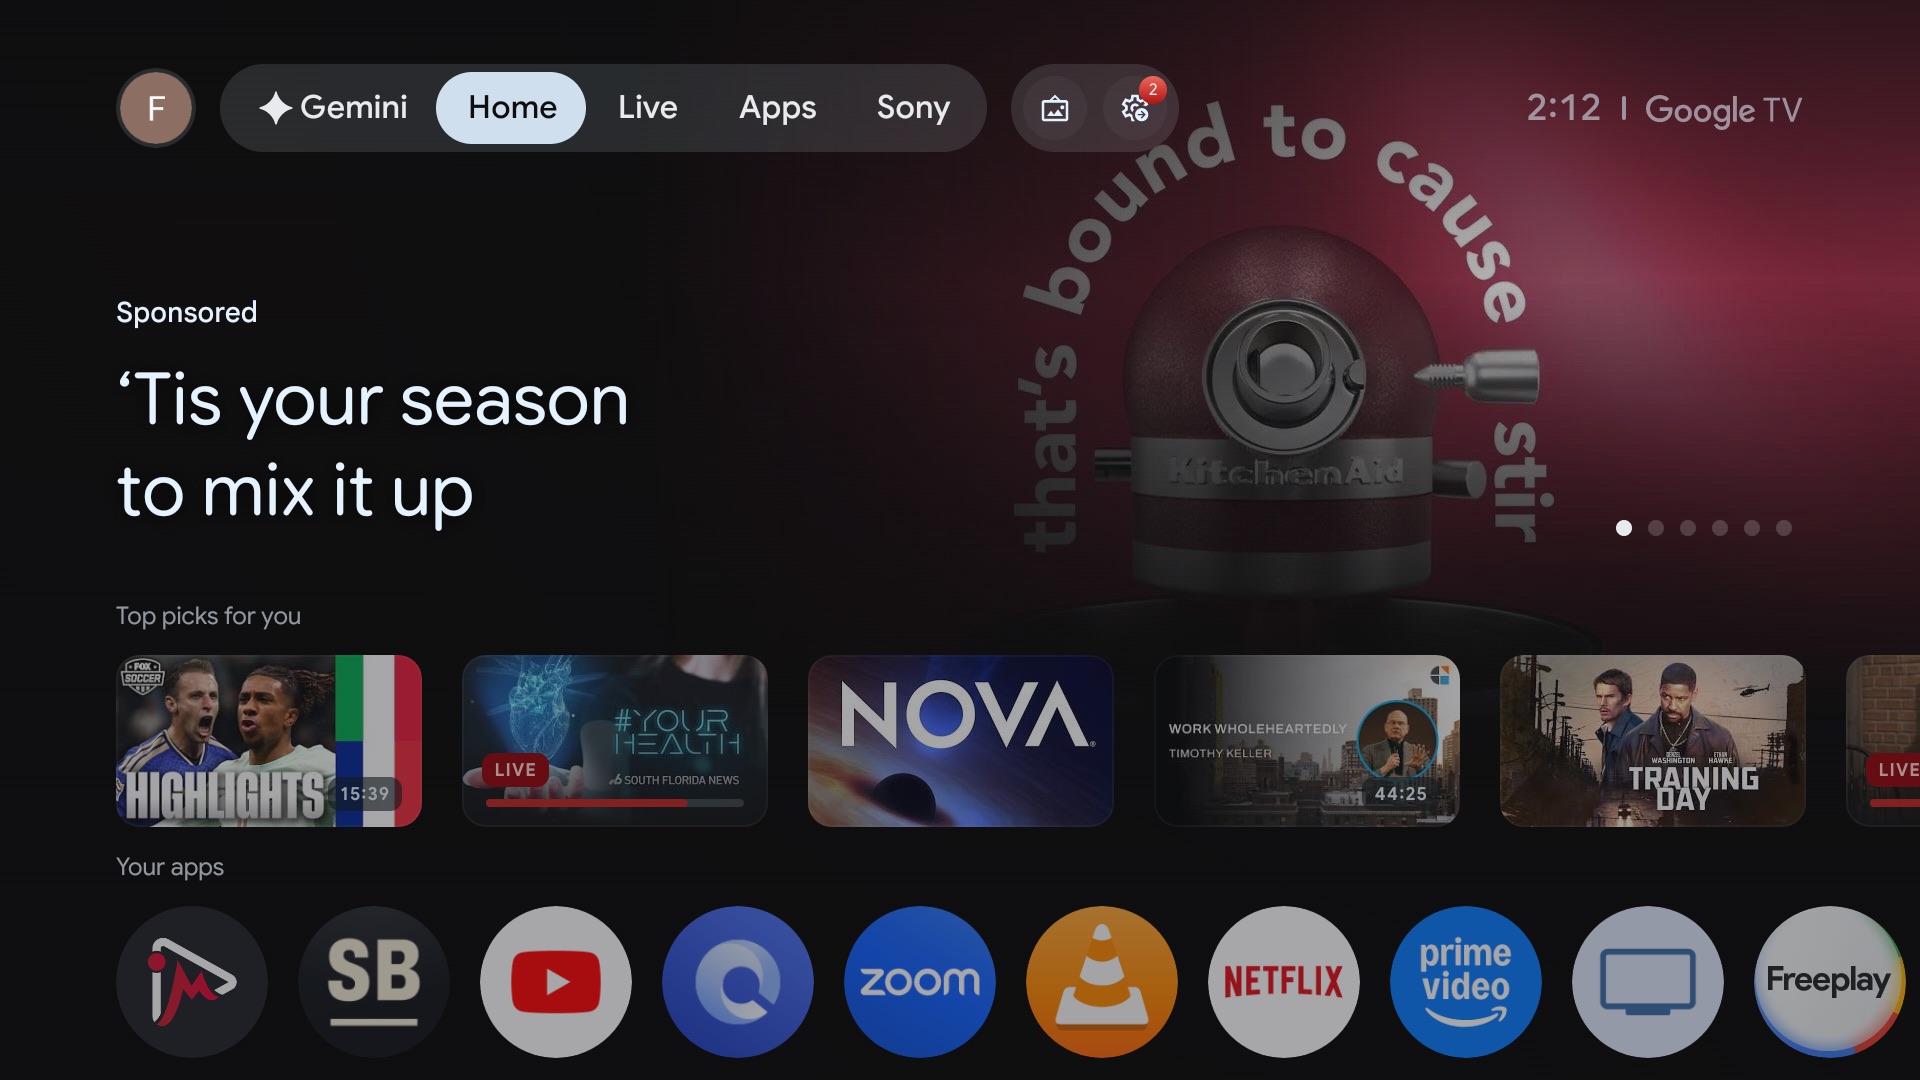 F
Gemini
Home
Live
Apps
Sony
2
2:12 | Google TV
that's bound to cause stir
KitchenAid
Sponsored
‘Tis your season
to mix it up
Top picks for you
FOX
SOCCER
HIGHLIGHTS
15:39
#YOUR
HEALTH
LIVE
6 SOUTH FLORIDA NEWS
NOVA
WORK WHOLEHEARTEDLY
TIMOTHY KELLER
44:25
DENZEL WASHINGTON
ETHAN HAWKE
TRAINING
DAY
LIVE
Your apps
SB
zoom
NETFLIX
prime
video
Freeplay